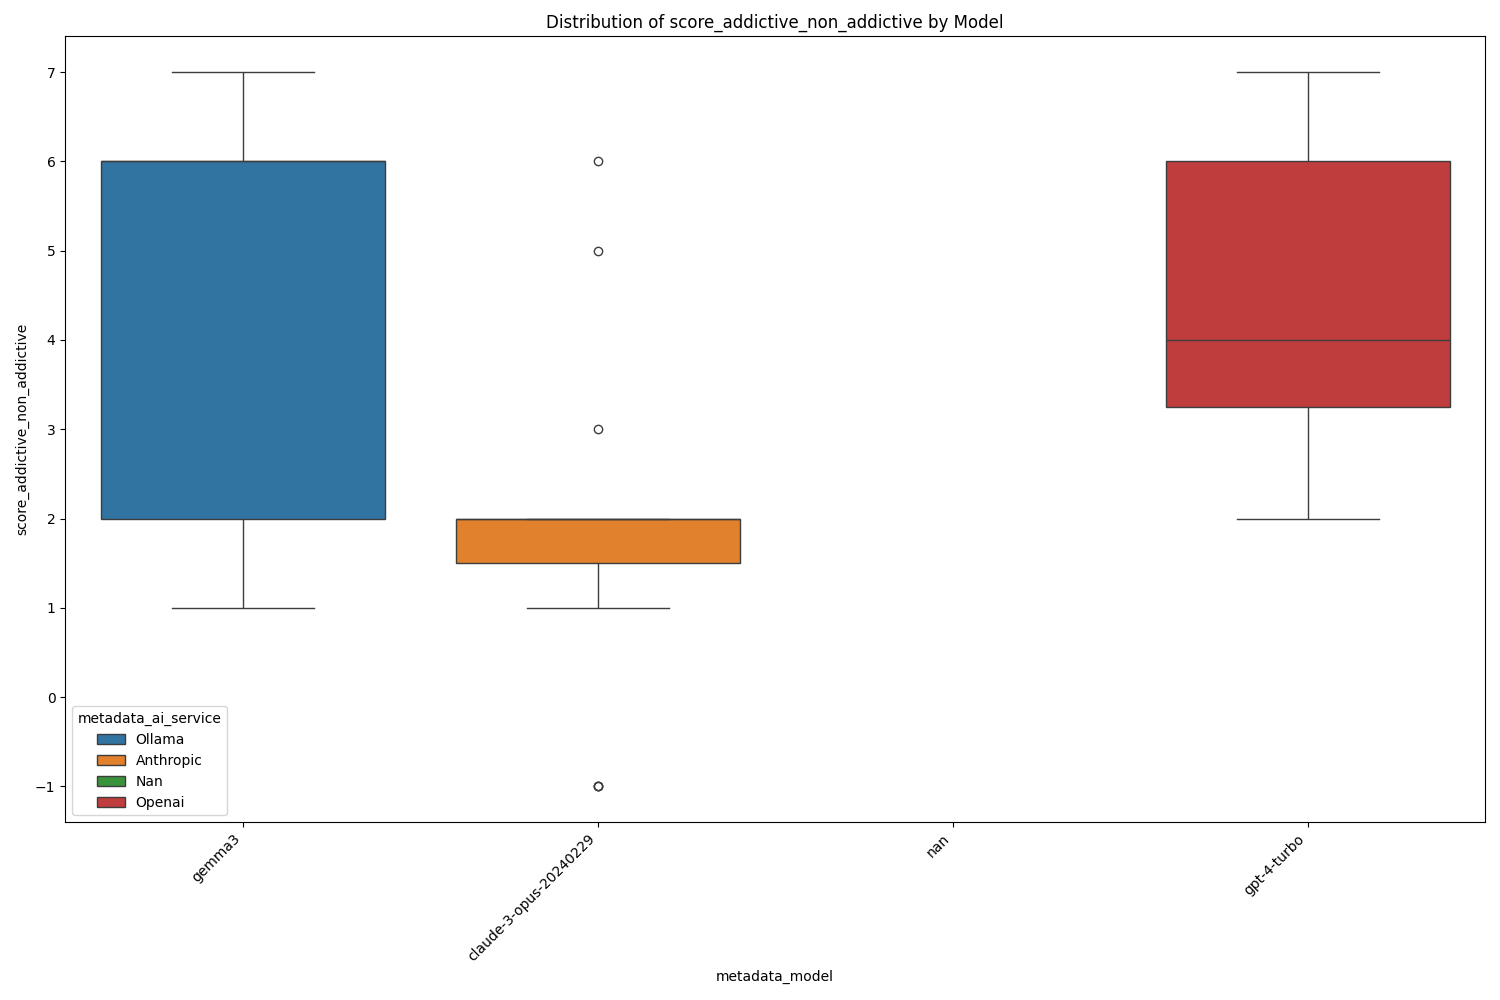 Distribution of score_addictive_non_addictive by Model
score_addictive_non_addictive
7
6
5
4
3
2
1
0
−1
metadata_ai_service
Ollama
Anthropic
Nan
Openai
gemma3
claude-3-opus-20240229
nan
gpt-4-turbo
metadata_model